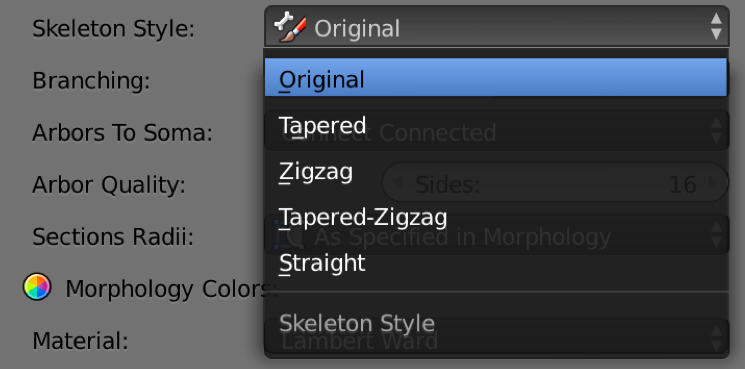 Skeleton Style: Original
Branching: Original
Arbors To Soma: Tapered Connect Connected
Zigzag
Arbor Quality: Sides: 16
Tapered-Zigzag
Sections Radii: As Specified in Morphology
Straight
Morphology Colors:
Skeleton Style
Material: Lambert Ward